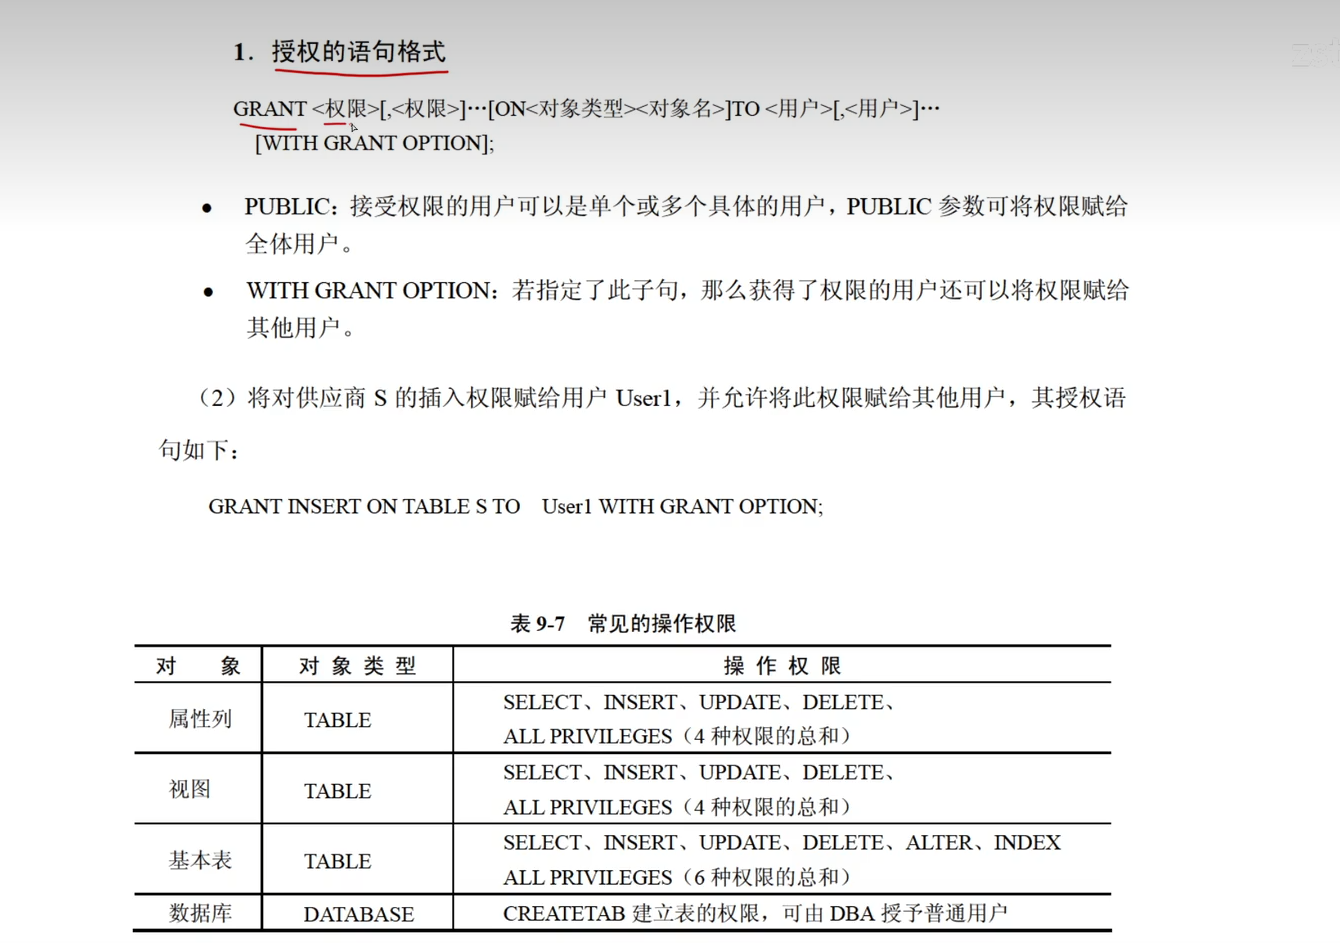 1. 授权的语句格式
GRANT <权限>[,<权限>]…[ON<对象类型><对象名>]TO <用户>[,<用户>]…
[WITH GRANT OPTION];
● PUBLIC：接受权限的用户可以是单个或多个具体的用户，PUBLIC 参数可将权限赋给
全体用户。
● WITH GRANT OPTION：若指定了此子句，那么获得了权限的用户还可以将权限赋给
其他用户。
（2）将对供应商 S 的插入权限赋给用户 User1，并允许将此权限赋给其他用户，其授权语
句如下：
GRANT INSERT ON TABLE S TO User1 WITH GRANT OPTION;
表 9-7 常见的操作权限
对 象 对 象 类 型 操 作 权 限
属性列 TABLE SELECT、INSERT、UPDATE、DELETE、
ALL PRIVILEGES（4 种权限的总和）
视图 TABLE SELECT、INSERT、UPDATE、DELETE、
ALL PRIVILEGES（4 种权限的总和）
基本表 TABLE SELECT、INSERT、UPDATE、DELETE、ALTER、INDEX
ALL PRIVILEGES（6 种权限的总和）
数据库 DATABASE CREATETAB 建立表的权限，可由 DBA 授予普通用户